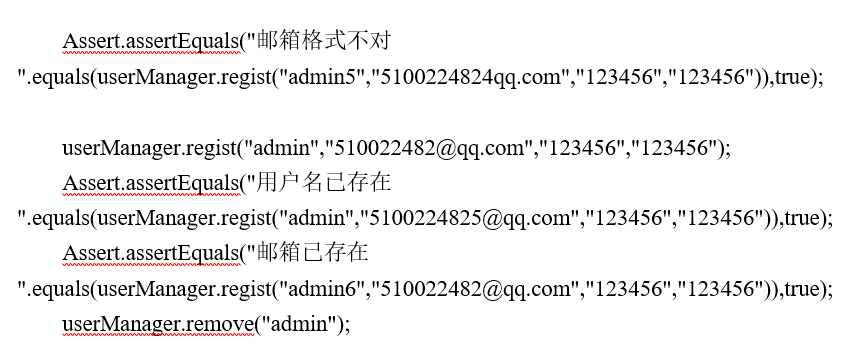 Assert.assertEquals("邮箱格式不对
".equals(userManager.regist("admin5","5100224824qq.com","123456","123456")),true);
userManager.regist("admin","510022482@qq.com","123456","123456");
Assert.assertEquals("用户名已存在
".equals(userManager.regist("admin","5100224825@qq.com","123456","123456")),true);
Assert.assertEquals("邮箱已存在
".equals(userManager.regist("admin6","510022482@qq.com","123456","123456")),true);
userManager.remove("admin");